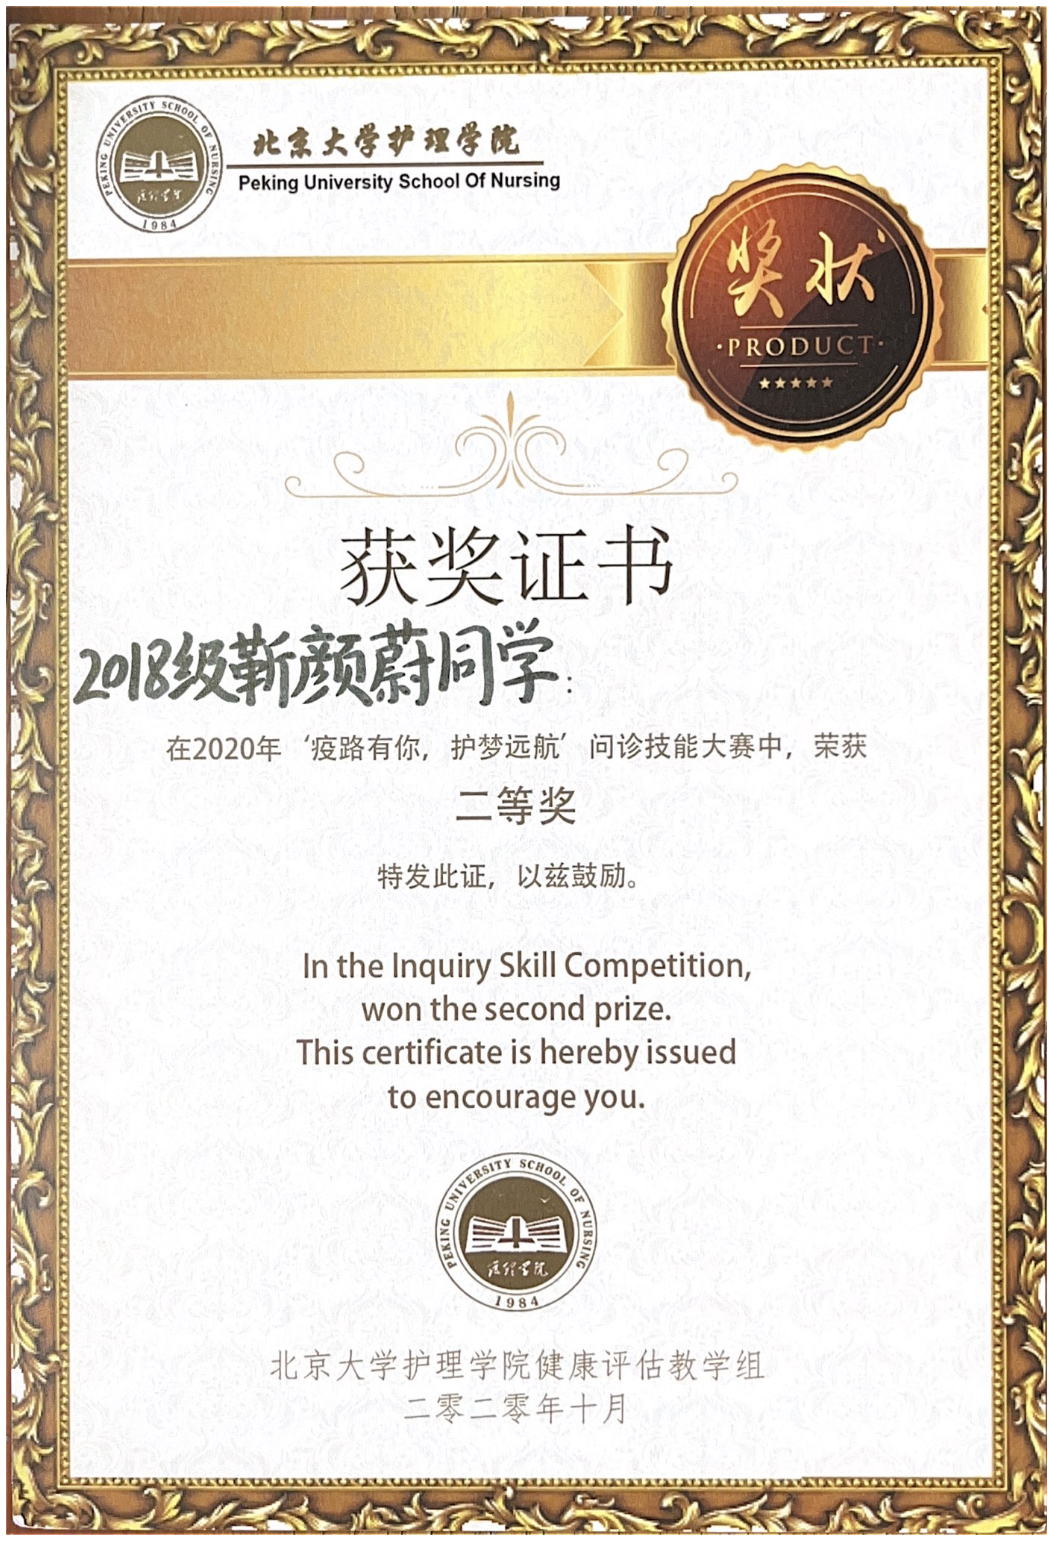 PEKING UNIVERSITY SCHOOL OF NURSING
护理学院
1984
北京大学护理学院
Peking University School Of Nursing
奖状
·PRODUCT·
获奖证书
2018级靳颜蔚同学:
在2020年‘疫路有你，护梦远航’问诊技能大赛中，荣获
二等奖
特发此证，以兹鼓励。
In the Inquiry Skill Competition,
won the second prize.
This certificate is hereby issued
to encourage you.
PEKING UNIVERSITY SCHOOL OF NURSING
护理学院
1984
北京大学护理学院健康评估教学组
二零二零年十月